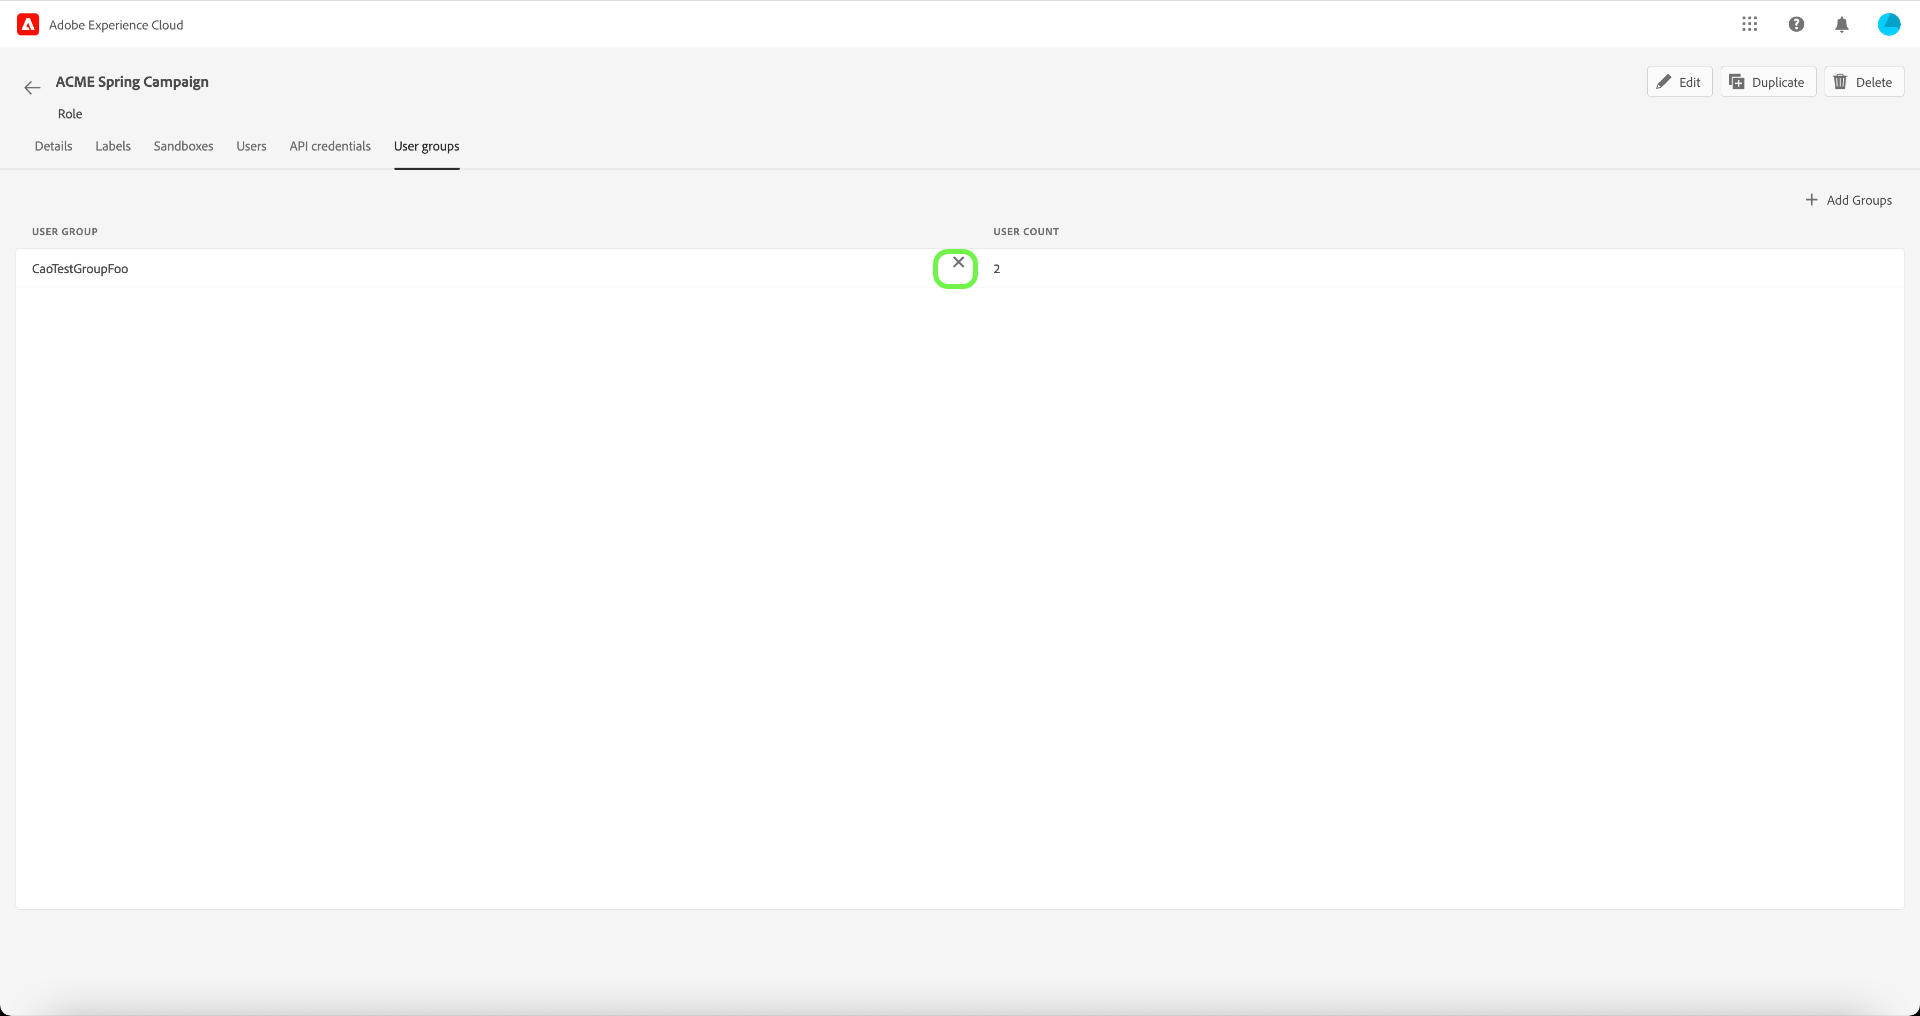 Adobe Experience Cloud
ACME Spring Campaign
Edit
Duplicate
Delete
Role
Details
Labels
Sandboxes
Users
API credentials
User groups
Add Groups
USER GROUP
USER COUNT
CaoTestGroupFoo
2